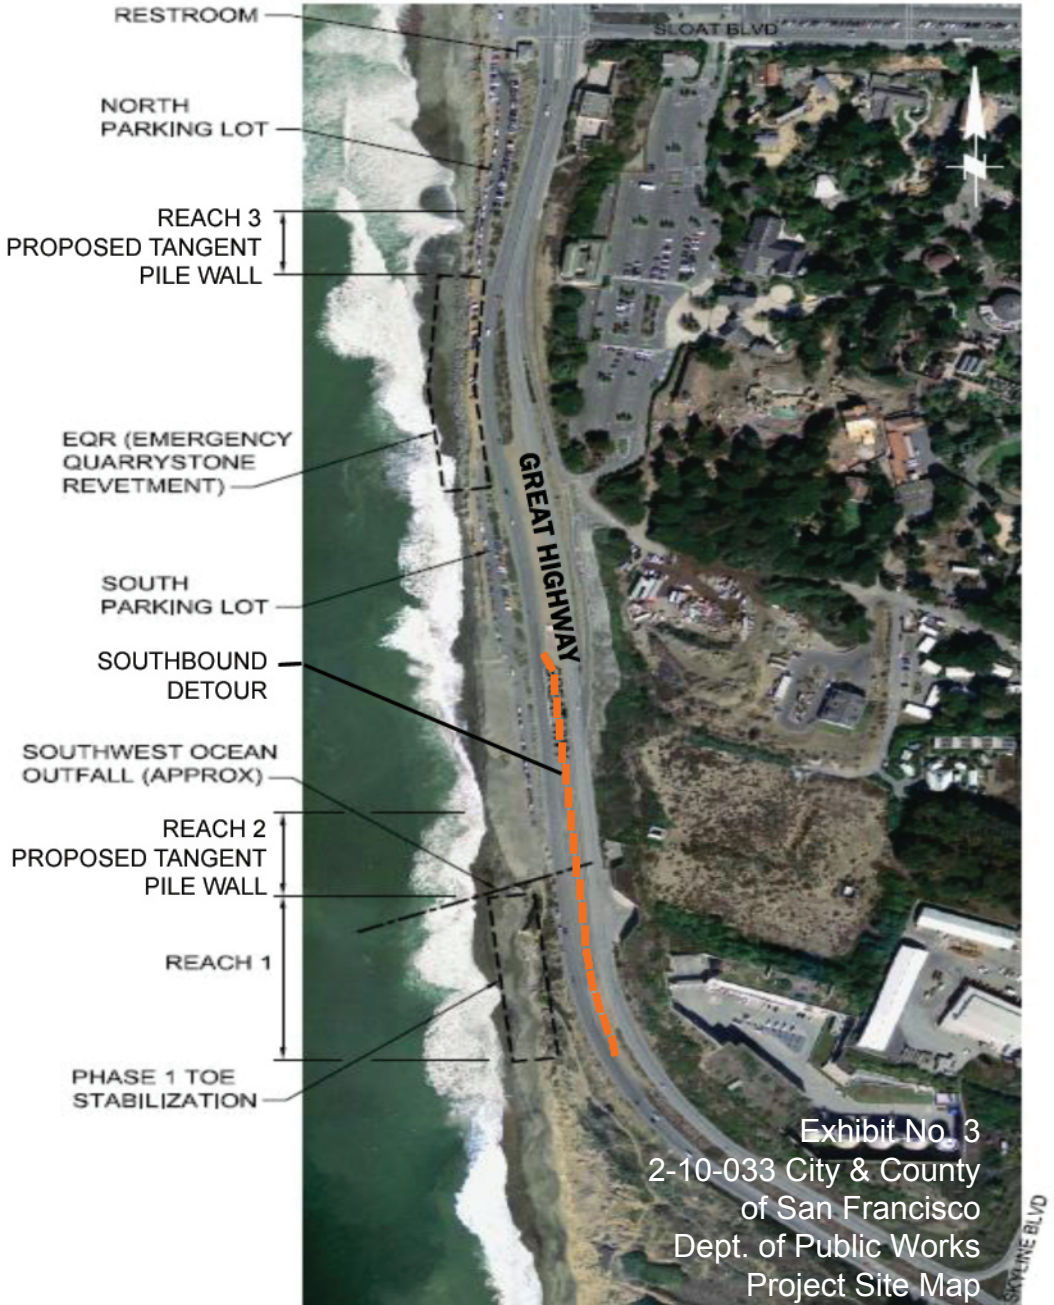 RESTROOM
SLOAT BLVD
NORTH
PARKING LOT
REACH 3
PROPOSED TANGENT
PILE WALL
EQR (EMERGENCY
QUARRYSTONE
REVETMENT)
GREAT HIGHWAY
SOUTH
PARKING LOT
SOUTHBOUND
DETOUR
SOUTHWEST OCEAN
OUTFALL (APPROX)
REACH 2
PROPOSED TANGENT
PILE WALL
REACH 1
PHASE 1 TOE
STABILIZATION
Exhibit No. 3
2-10-033 City & County
of San Francisco
Dept. of Public Works
Project Site Map
SKYLINE BLVD